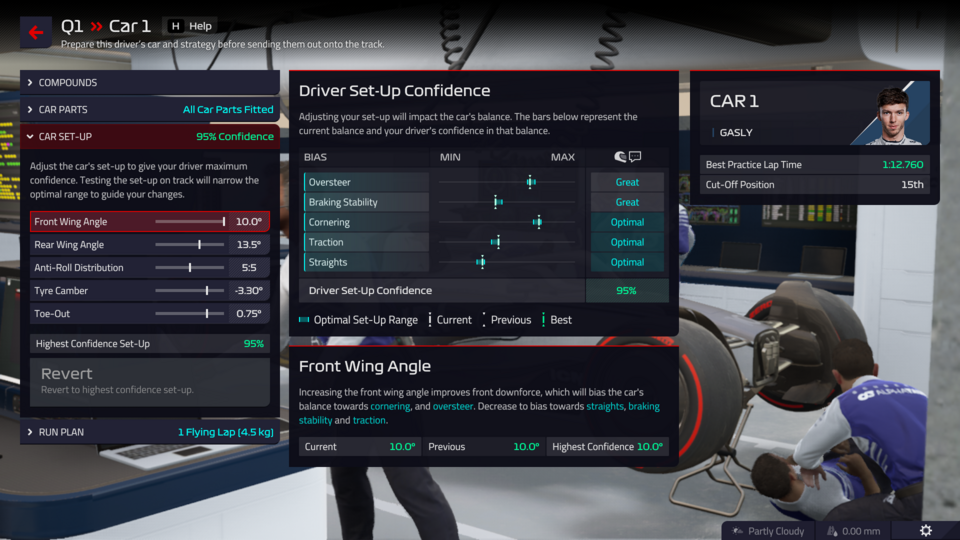 Q1 » Car 1 H Help
Prepare this driver's car and strategy before sending them out onto the track.
COMPOUNDS
CAR PARTS All Car Parts Fitted
CAR SET-UP 95% Confidence
Adjust the car's set-up to give your driver maximum
confidence. Testing the set-up on track will narrow the
optimal range to guide your changes.
Front Wing Angle 10.0°
Rear Wing Angle 13.5°
Anti-Roll Distribution 5:5
Tyre Camber -3.30°
Toe-Out 0.75°
Highest Confidence Set-Up 95%
Revert
Revert to highest confidence set-up.
RUN PLAN 1 Flying Lap (4.5 kg)
Driver Set-Up Confidence
Adjusting your set-up will impact the car's balance. The bars below represent the
current balance and your driver's confidence in that balance.
BIAS MIN MAX
Oversteer Great
Braking Stability Great
Cornering Optimal
Traction Optimal
Straights Optimal
Driver Set-Up Confidence 95%
Optimal Set-Up Range Current Previous Best
Front Wing Angle
Increasing the front wing angle improves front downforce, which will bias the car's
balance towards cornering, and oversteer. Decrease to bias towards straights, braking
stability and traction.
Current 10.0° Previous 10.0° Highest Confidence 10.0°
CAR 1
GASLY
Best Practice Lap Time 1:12.760
Cut-Off Position 15th
Partly Cloudy 0.00 mm